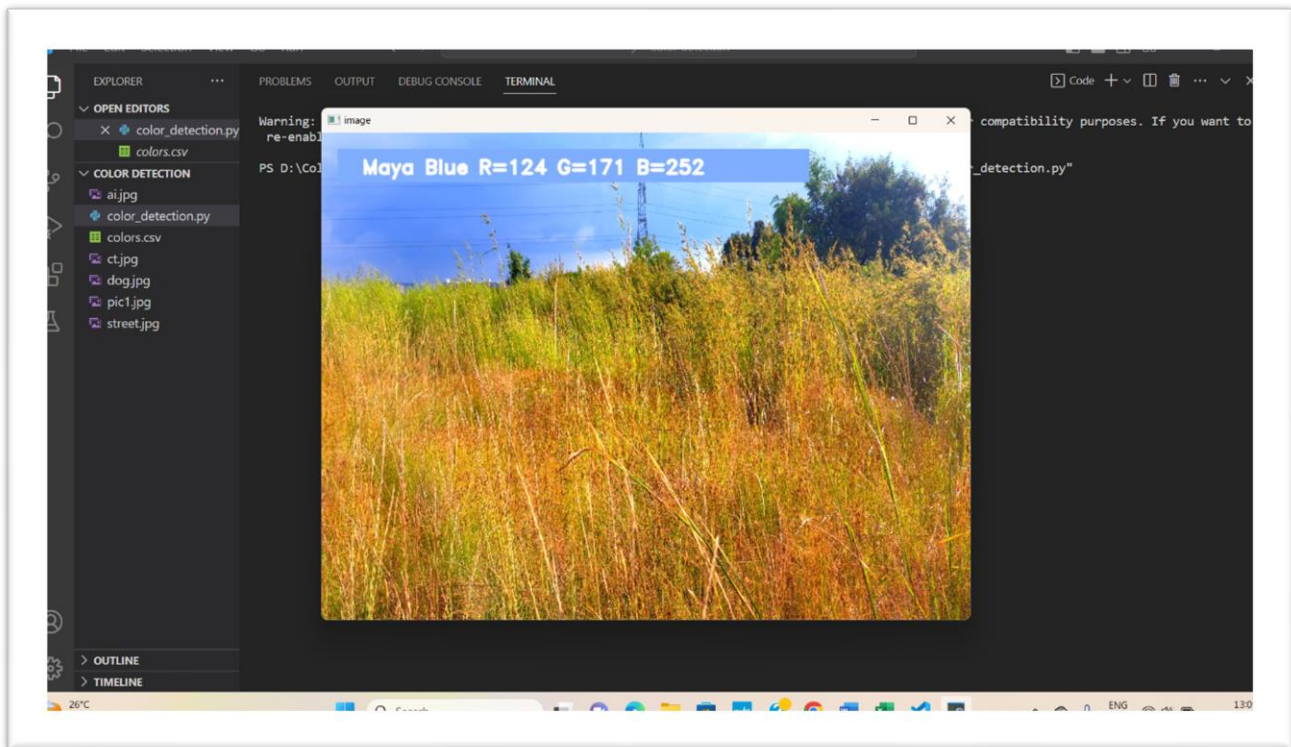 EXPLORER ...
OPEN EDITORS
color_detection.py
colors.csv
COLOR DETECTION
ai.jpg
color_detection.py
colors.csv
ct.jpg
dog.jpg
pic1.jpg
street.jpg
OUTLINE
TIMELINE
PROBLEMS OUTPUT DEBUG CONSOLE TERMINAL
Code
Warning: compatibility purposes. If you want to
PS D:\Col _detection.py"
image
Maya Blue R=124 G=171 B=252
26°C
ENG